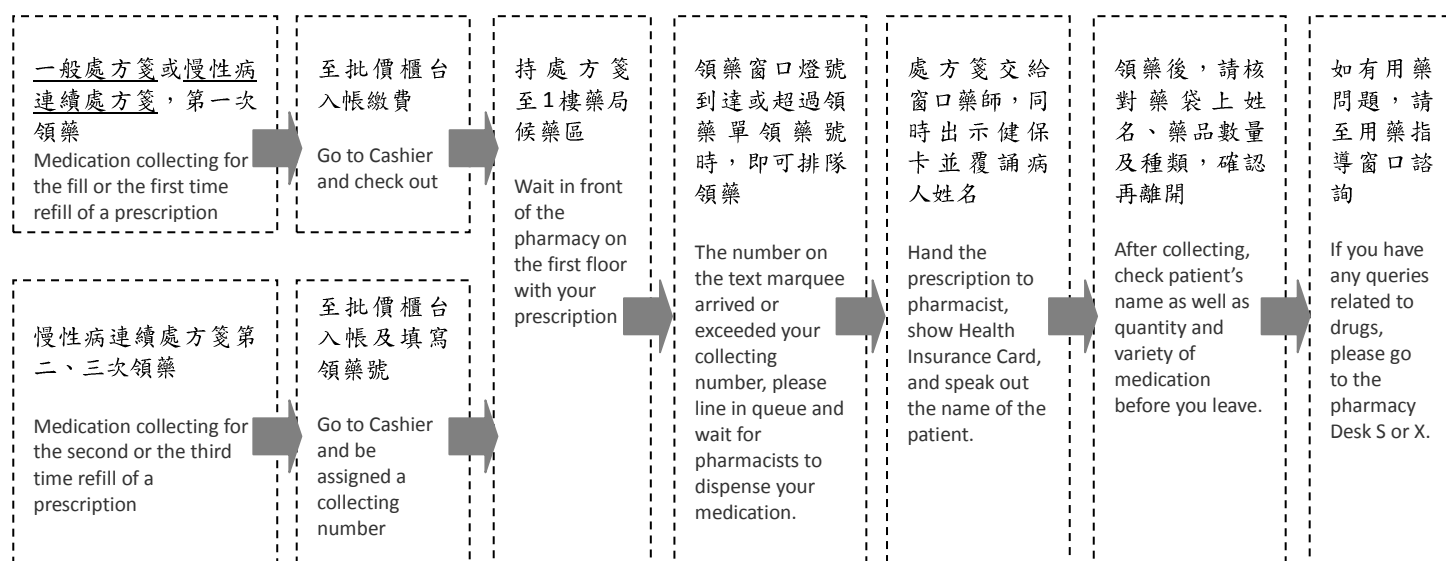 一般處方箋或慢性病
連續處方箋，第一次
領藥
Medication collecting for
the fill or the first time
refill of a prescription
至批價櫃台
入帳繳費
Go to Cashier
and check out
慢性病連續處方箋第
二、三次領藥
Medication collecting for
the second or the third
time refill of a
prescription
至批價櫃台
入帳及填寫
領藥號
Go to Cashier
and be
assigned a
collecting
number
持處方箋
至1樓藥局
候藥區
Wait in front
of the
pharmacy on
the first floor
with your
prescription
領藥窗口燈號
到達或超過領
藥單領藥號
時，即可排隊
領藥
The number on
the text marquee
arrived or
exceeded your
collecting
number, please
line in queue and
wait for
pharmacists to
dispense your
medication.
處方箋交給
窗口藥師，同
時出示健保
卡並覆誦病
人姓名
Hand the
prescription to
pharmacist,
show Health
Insurance Card,
and speak out
the name of the
patient.
領藥後，請核
對藥袋上姓
名、藥品數量
及種類，確認
再離開
After collecting,
check patient’s
name as well as
quantity and
variety of
medication
before you leave.
如有用藥
問題，請
至用藥指
導窗口諮
詢
If you have
any queries
related to
drugs,
please go
to the
pharmacy
Desk S or X.